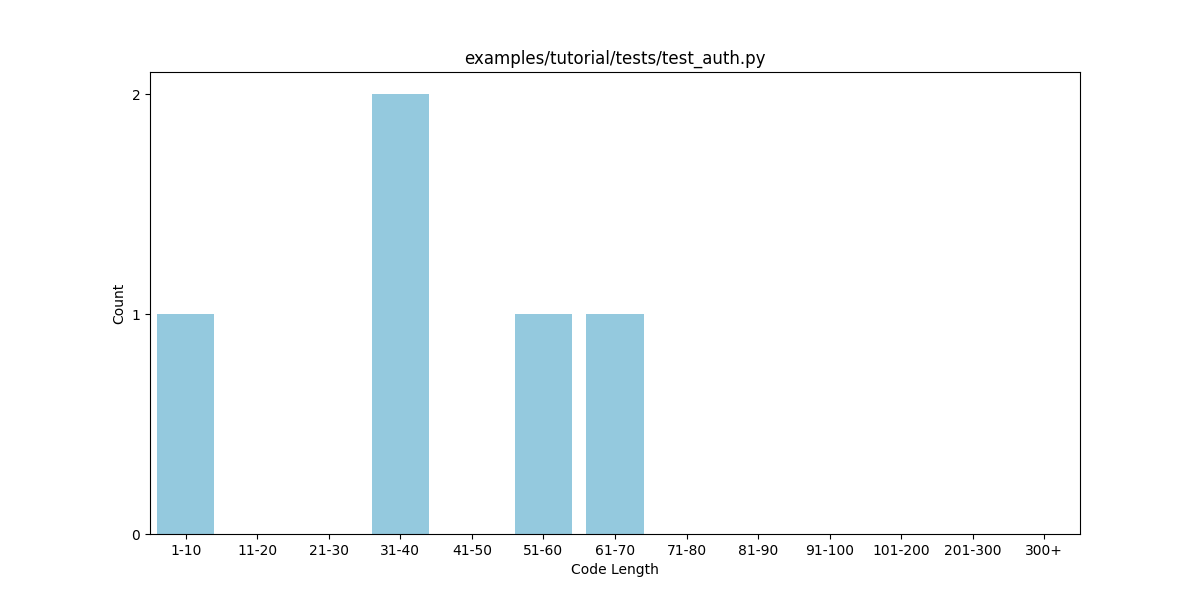 examples/tutorial/tests/test_auth.py
2
1
0
Count
1-10 11-20 21-30 31-40 41-50 51-60 61-70 71-80 81-90 91-100 101-200 201-300 300+
Code Length